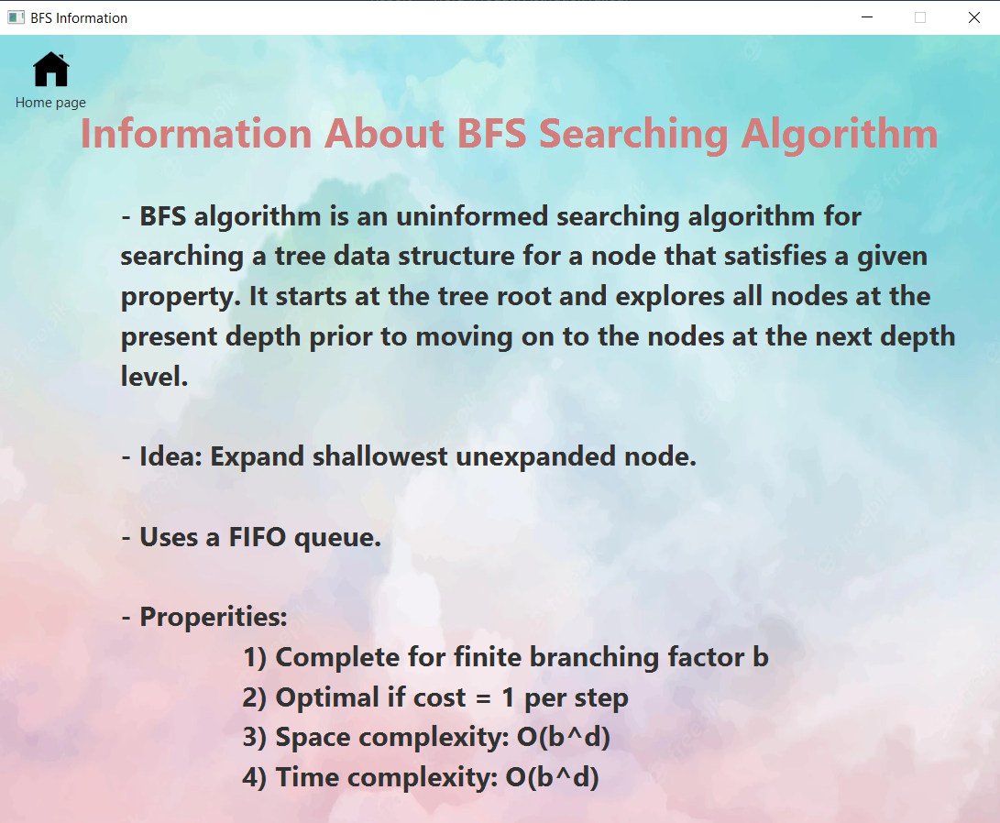 BFS Information
Home page
Information About BFS Searching Algorithm
- BFS algorithm is an uninformed searching algorithm for
searching a tree data structure for a node that satisfies a given
property. It starts at the tree root and explores all nodes at the
present depth prior to moving on to the nodes at the next depth
level.
- Idea: Expand shallowest unexpanded node.
- Uses a FIFO queue.
- Properities:
1) Complete for finite branching factor b
2) Optimal if cost = 1 per step
3) Space complexity: O(b^d)
4) Time complexity: O(b^d)